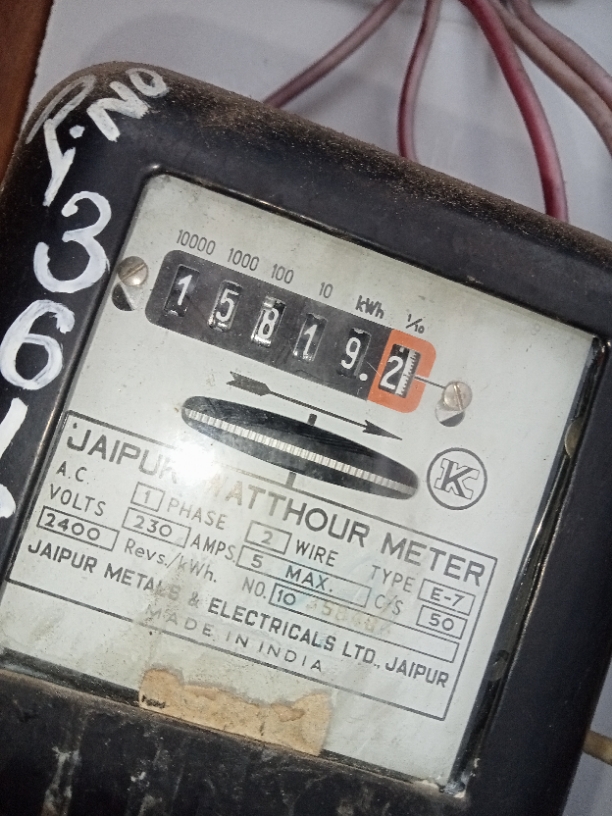 P.NO
361
10000 1000 100 10 kWh 1/10
1 5 8 1 9. 2
K
JAIPUR WATTHOUR METER
A.C. 1 PHASE 2 WIRE TYPE E-7
VOLTS 230 AMPS. 5 MAX. 10 C/S 50
2400 Revs./kWh. NO.
JAIPUR METALS & ELECTRICALS LTD., JAIPUR
MADE IN INDIA